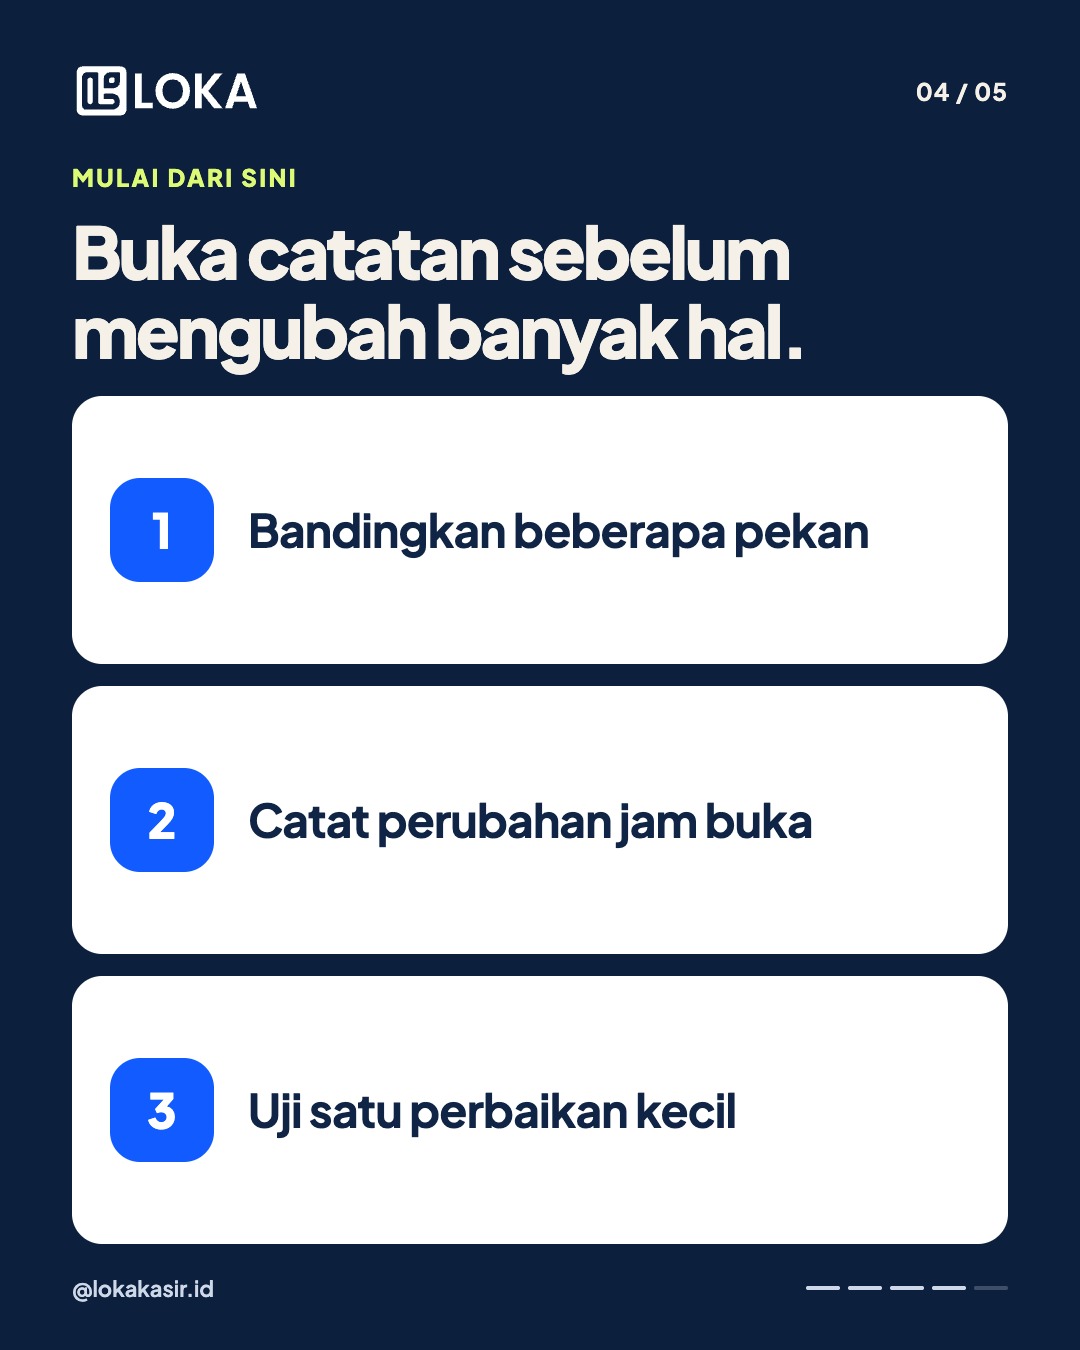 LOKA
04 / 05
MULAI DARI SINI
Buka catatan sebelum
mengubah banyak hal.
1
Bandingkan beberapa pekan
2
Catat perubahan jam buka
3
Uji satu perbaikan kecil
@lokakasir.id